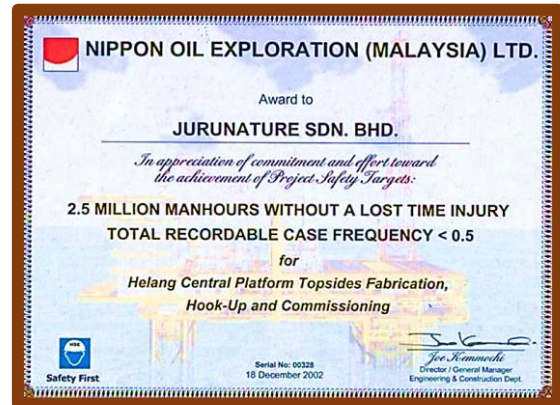 NIPPON OIL EXPLORATION (MALAYSIA) LTD.
Award to
JURUNATURE SDN. BHD.
In appreciation of commitment and effort toward
the achievement of Project Safety Targets:
2.5 MILLION MANHOURS WITHOUT A LOST TIME INJURY
TOTAL RECORDABLE CASE FREQUENCY < 0.5
for
Helang Central Platform Topsides Fabrication,
Hook-Up and Commissioning
HSE
Safety First
Serial No: 00328
18 December 2002
Joe Kemmochi
Director / General Manager
Engineering & Construction Dept.